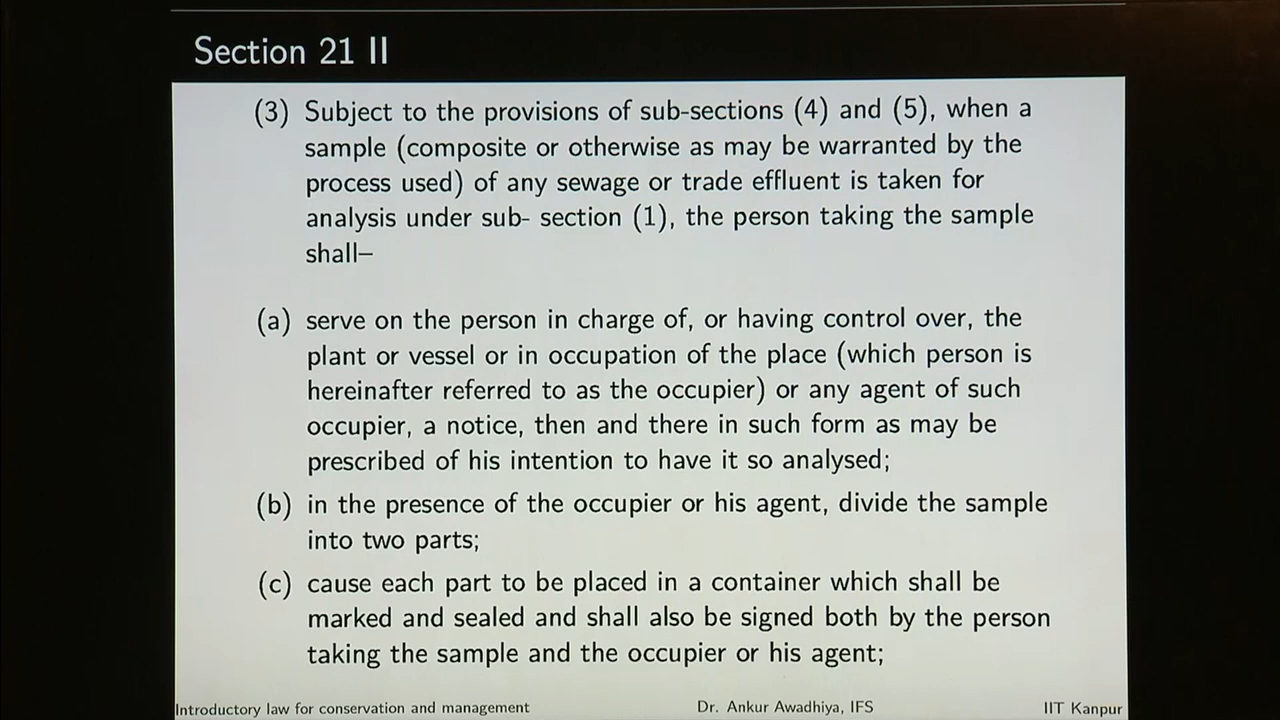 Section 21 II
(3) Subject to the provisions of sub-sections (4) and (5), when a
sample (composite or otherwise as may be warranted by the
process used) of any sewage or trade effluent is taken for
analysis under sub- section (1), the person taking the sample
shall–
(a) serve on the person in charge of, or having control over, the
plant or vessel or in occupation of the place (which person is
hereinafter referred to as the occupier) or any agent of such
occupier, a notice, then and there in such form as may be
prescribed of his intention to have it so analysed;
(b) in the presence of the occupier or his agent, divide the sample
into two parts;
(c) cause each part to be placed in a container which shall be
marked and sealed and shall also be signed both by the person
taking the sample and the occupier or his agent;
Introductory law for conservation and management Dr. Ankur Awadhiya, IFS IIT Kanpur